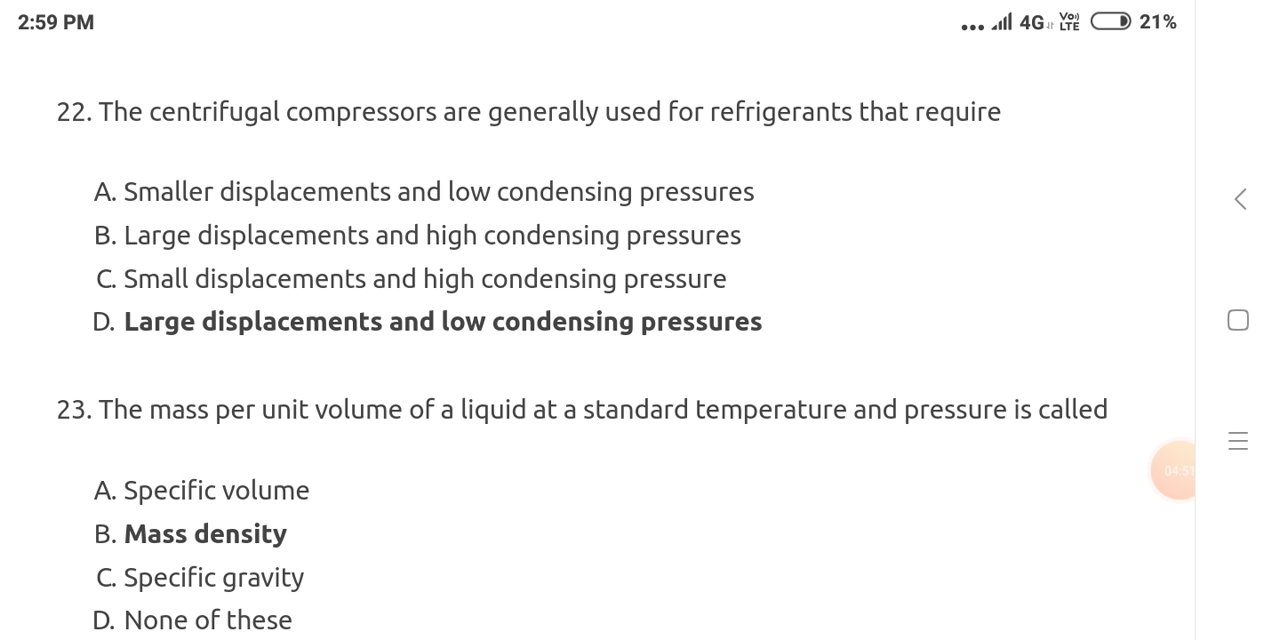 2:59 PM
4G Vo) LTE 21%
22. The centrifugal compressors are generally used for refrigerants that require
A. Smaller displacements and low condensing pressures
B. Large displacements and high condensing pressures
C. Small displacements and high condensing pressure
D. Large displacements and low condensing pressures
23. The mass per unit volume of a liquid at a standard temperature and pressure is called
04:51
A. Specific volume
B. Mass density
C. Specific gravity
D. None of these